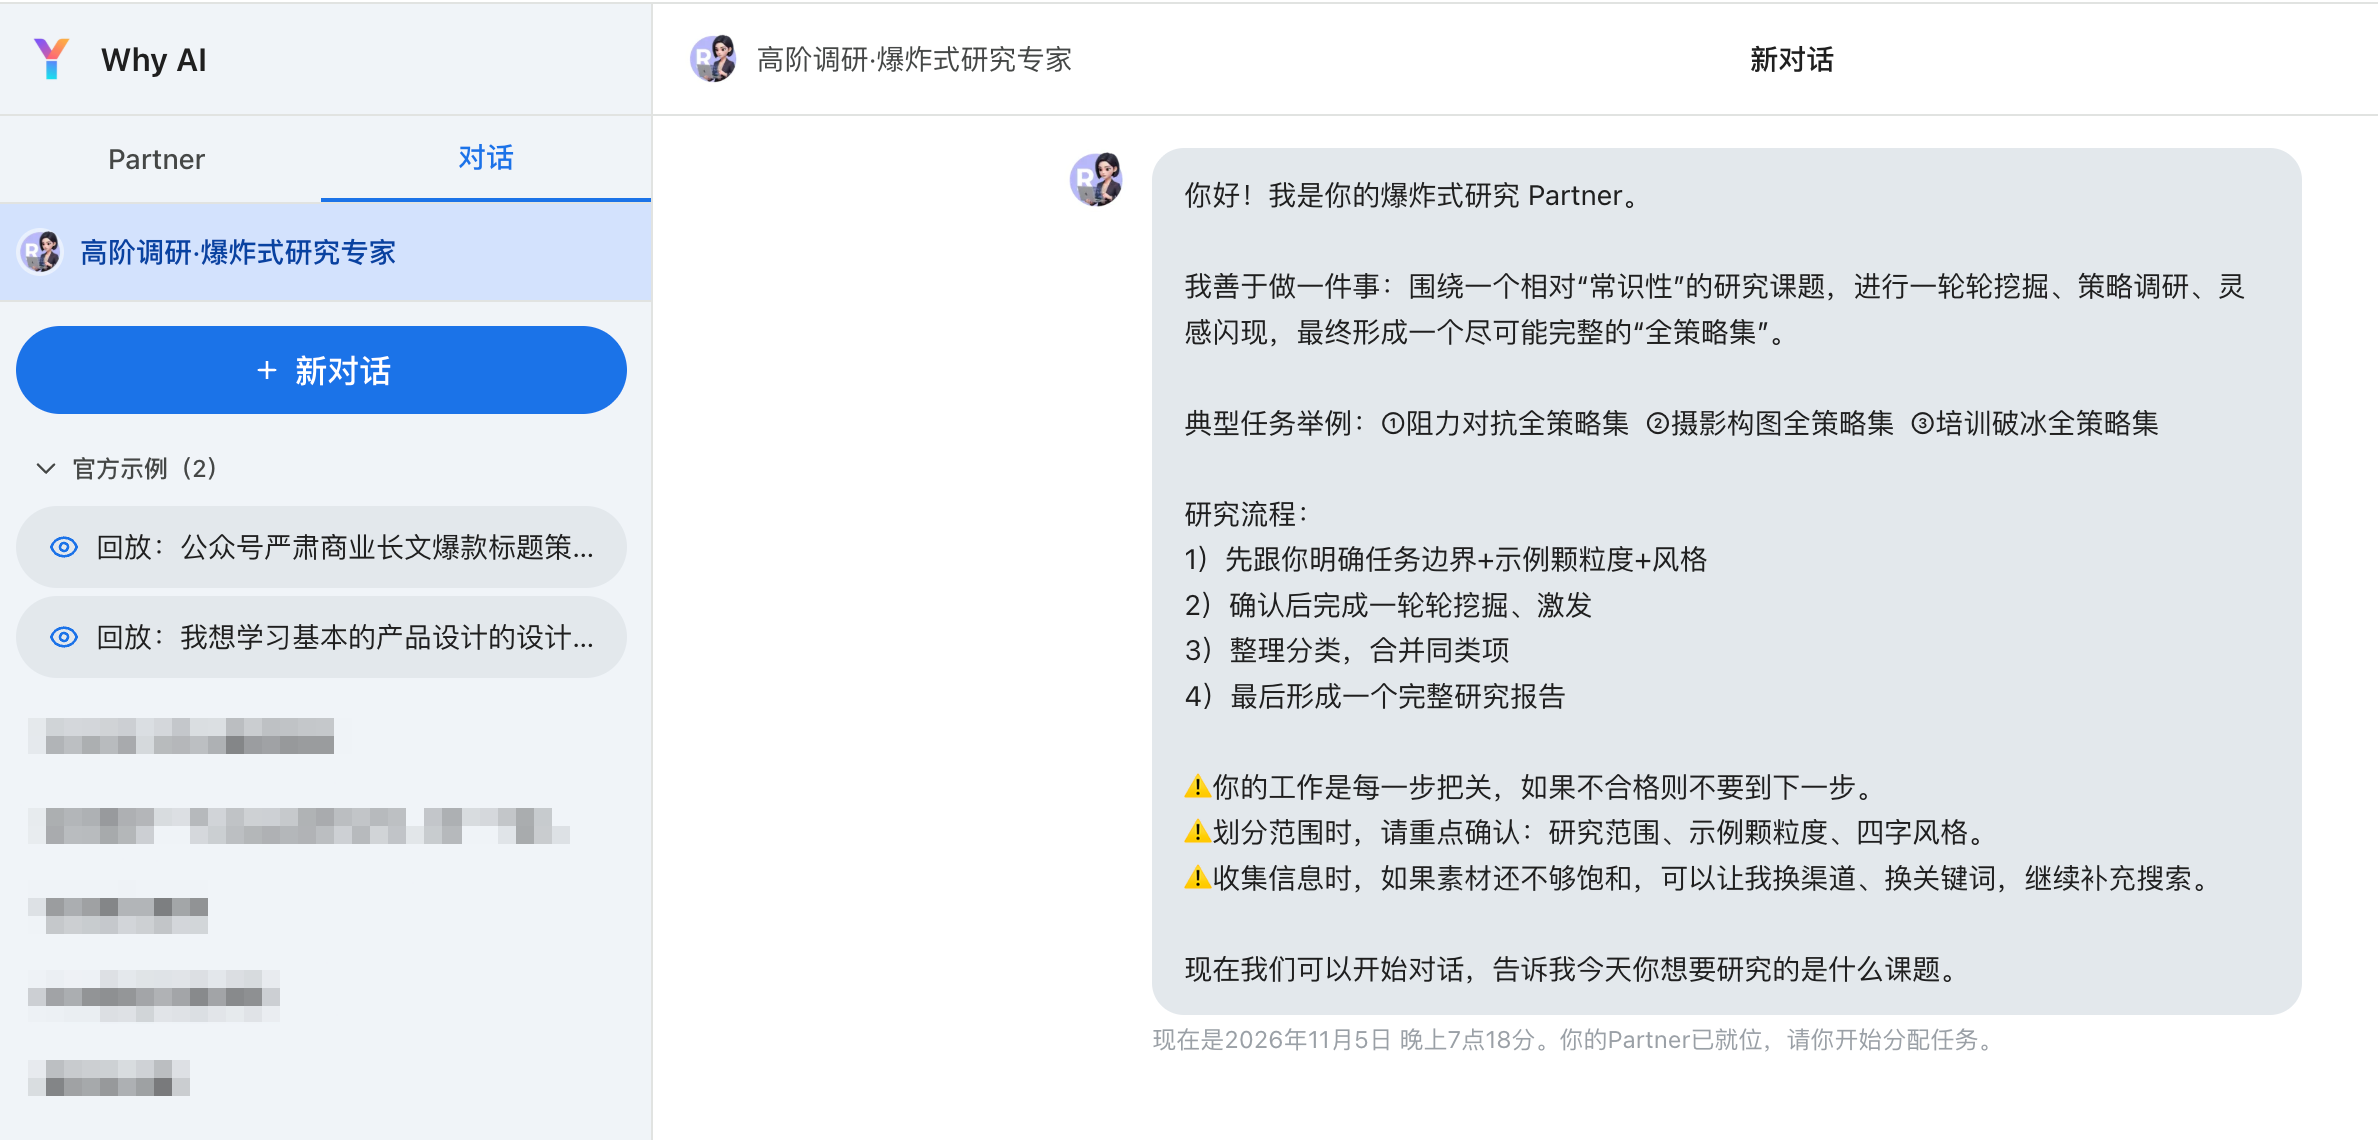 Why AI
Partner
对话
高阶调研·爆炸式研究专家
+ 新对话
官方示例（2）
回放：公众号严肃商业长文爆款标题策...
回放：我想学习基本的产品设计的设计...
高阶调研·爆炸式研究专家
新对话
你好！我是你的爆炸式研究 Partner。
我善于做一件事：围绕一个相对“常识性”的研究课题，进行一轮轮挖掘、策略调研、灵
感闪现，最终形成一个尽可能完整的“全策略集”。
典型任务举例：①阻力对抗全策略集 ②摄影构图全策略集 ③培训破冰全策略集
研究流程：
1）先跟你明确任务边界+示例颗粒度+风格
2）确认后完成一轮轮挖掘、激发
3）整理分类，合并同类项
4）最后形成一个完整研究报告
⚠️你的工作是每一步把关，如果不合格则不要到下一步。
⚠️划分范围时，请重点确认：研究范围、示例颗粒度、四字风格。
⚠️收集信息时，如果素材还不够饱和，可以让我换渠道、换关键词，继续补充搜索。
现在我们可以开始对话，告诉我今天你想要研究的是什么课题。
现在是2026年11月5日 晚上7点18分。你的Partner已就位，请你开始分配任务。